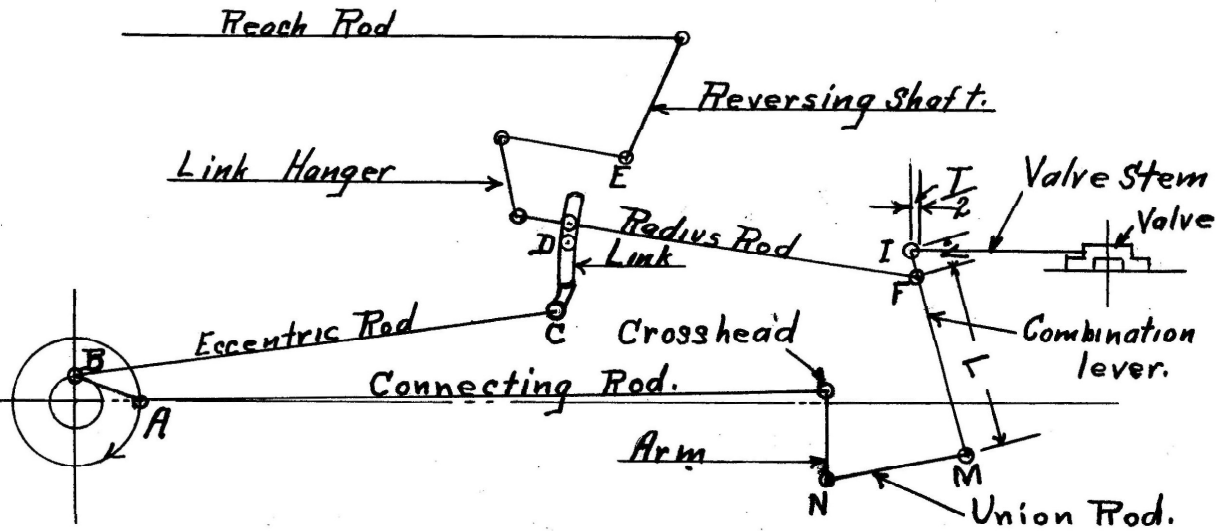 Reach Rod
Reversing Shaft.
E
Link Hanger
T
2
Valve Stem
Valve
D
Radius Rod
I
Link
F
C
Eccentric Rod
B
Crosshead
Combination
lever.
L
Connecting Rod.
A
Arm
M
N
Union Rod.